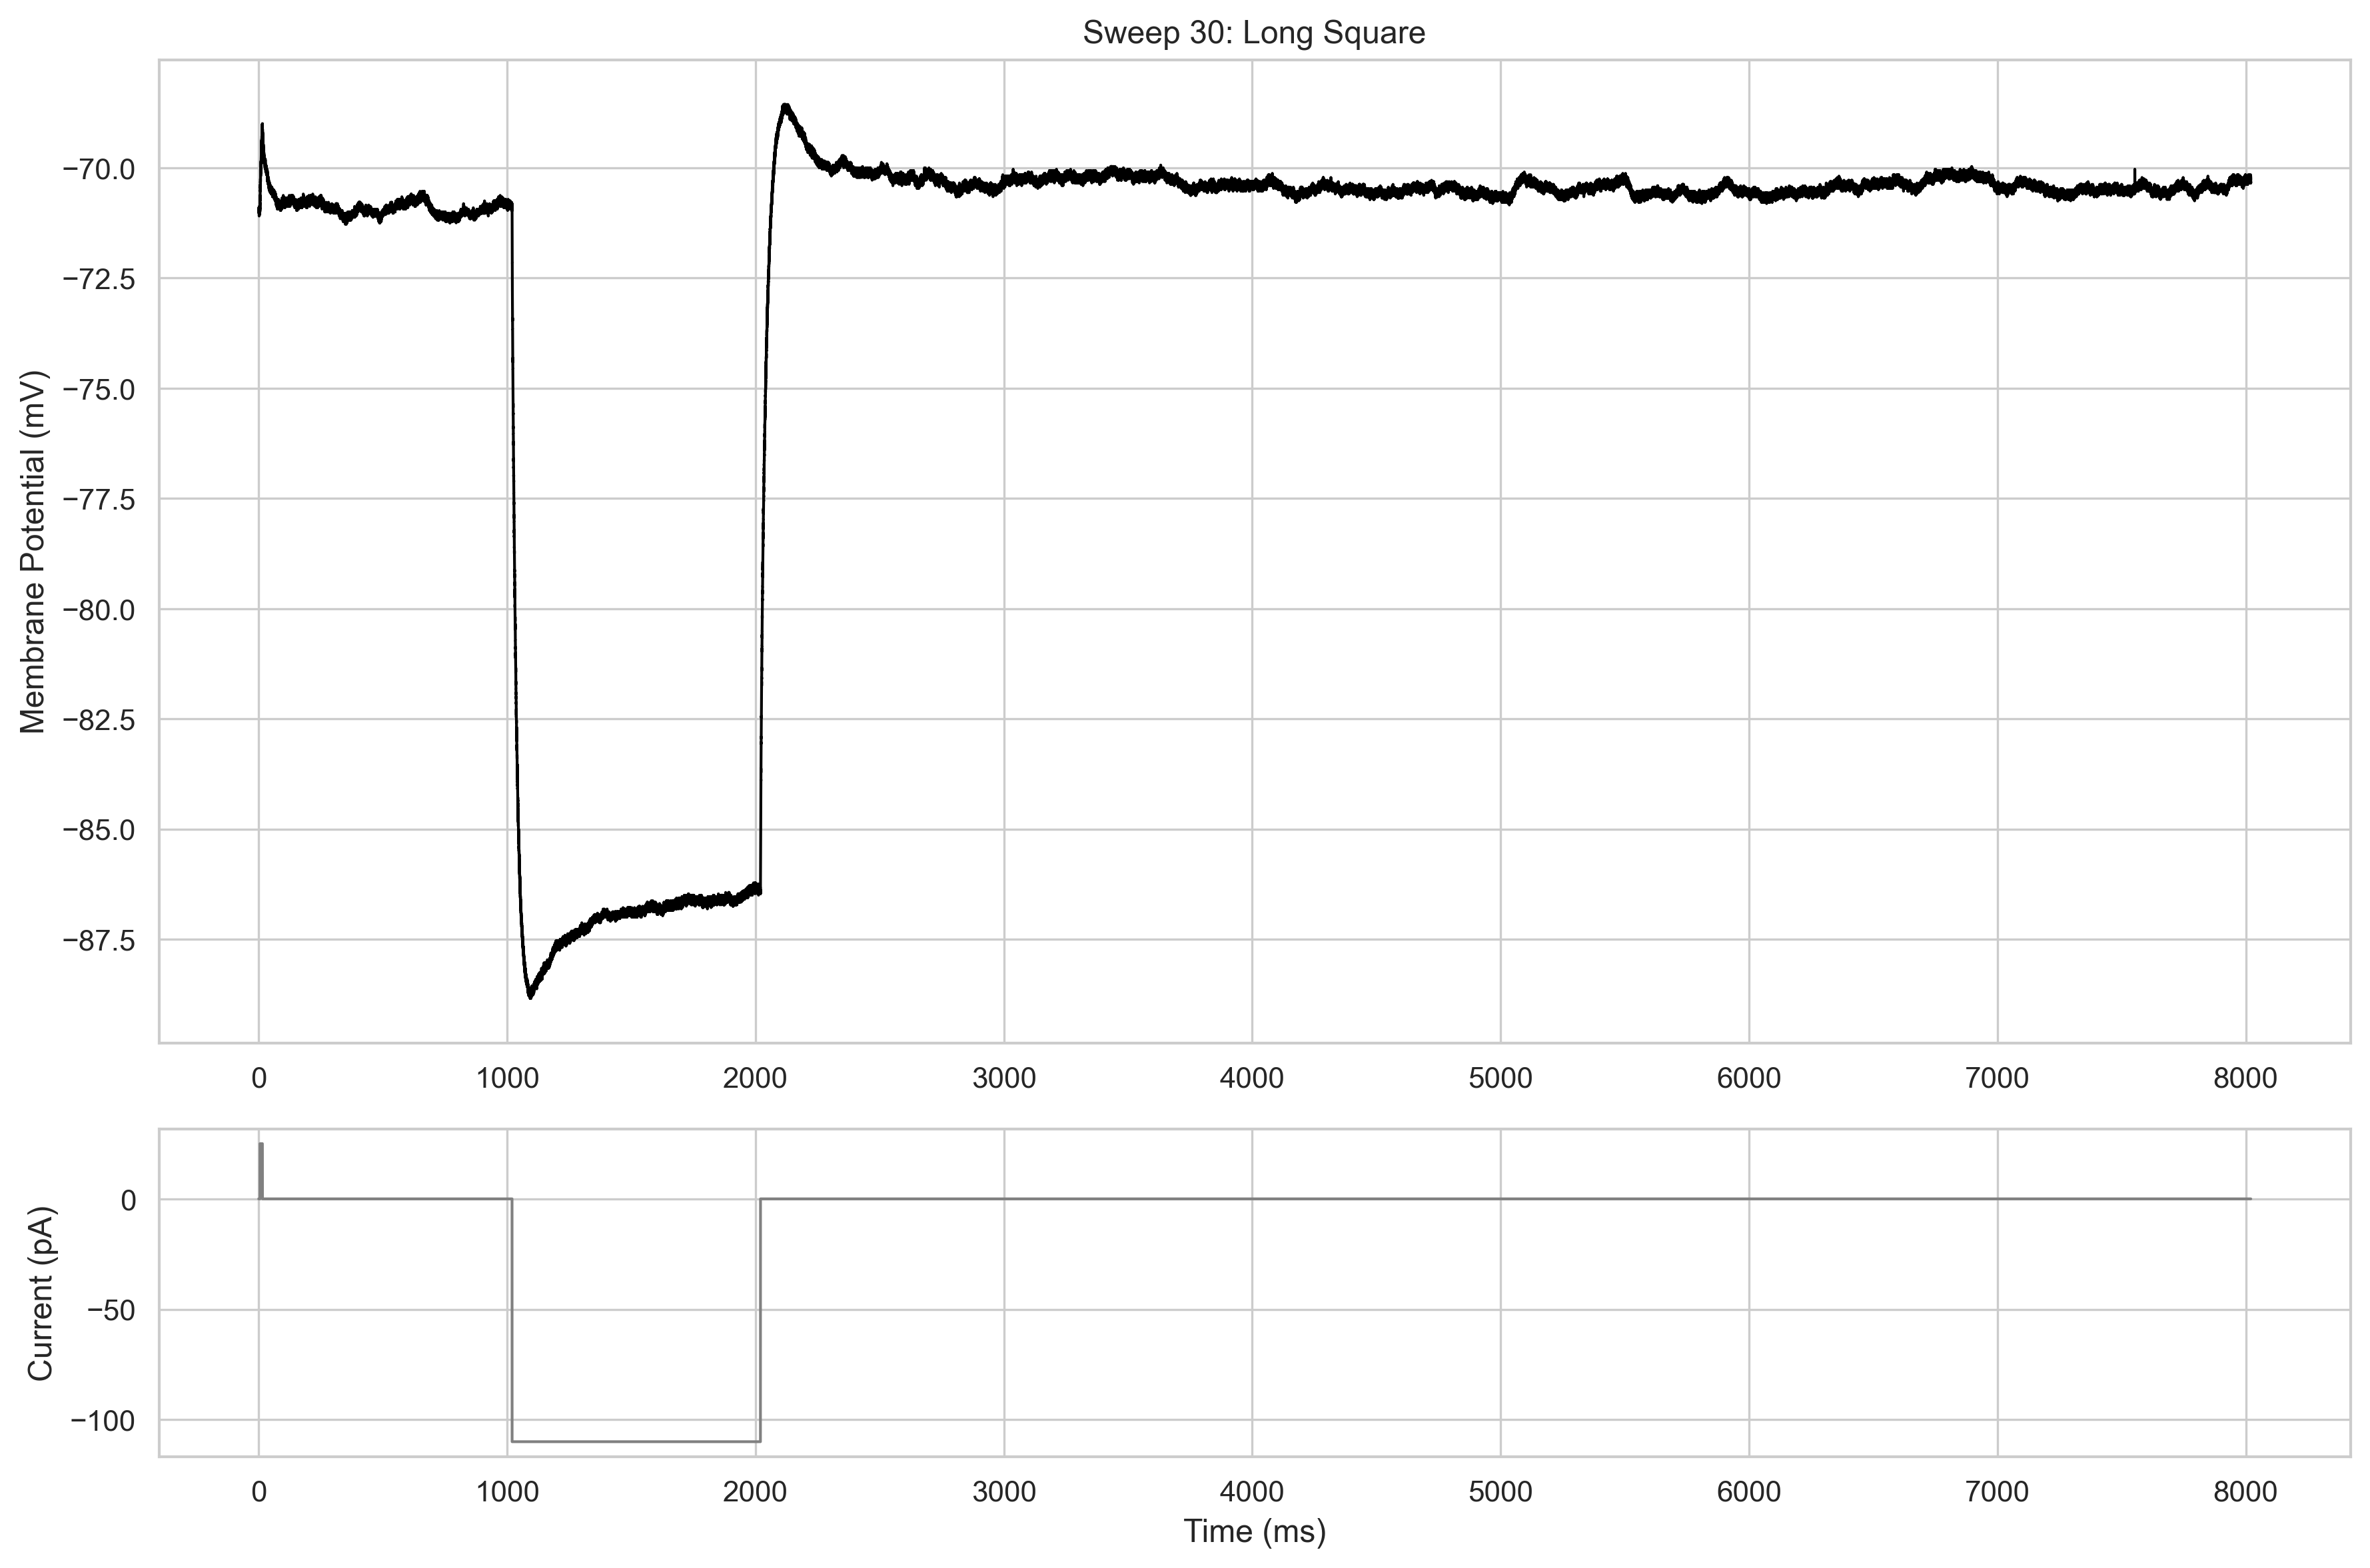 Sweep 30: Long Square
Membrane Potential (mV)
−70.0
−72.5
−75.0
−77.5
−80.0
−82.5
−85.0
−87.5
0 1000 2000 3000 4000 5000 6000 7000 8000
Current (pA)
0
−50
−100
0 1000 2000 3000 4000 5000 6000 7000 8000
Time (ms)